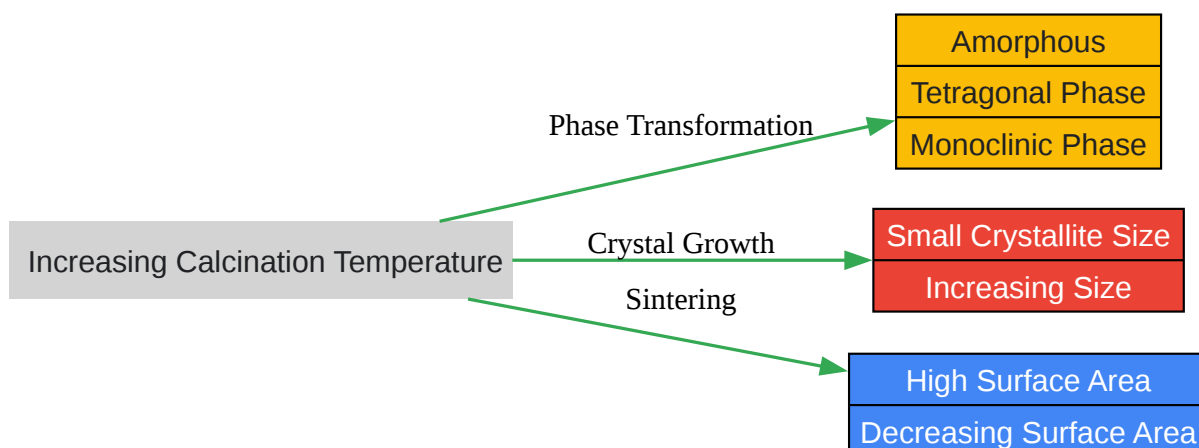 Amorphous
Tetragonal Phase
Monoclinic Phase
Phase Transformation
Increasing Calcination Temperature
Crystal Growth
Small Crystallite Size
Increasing Size
Sintering
High Surface Area
Decreasing Surface Area